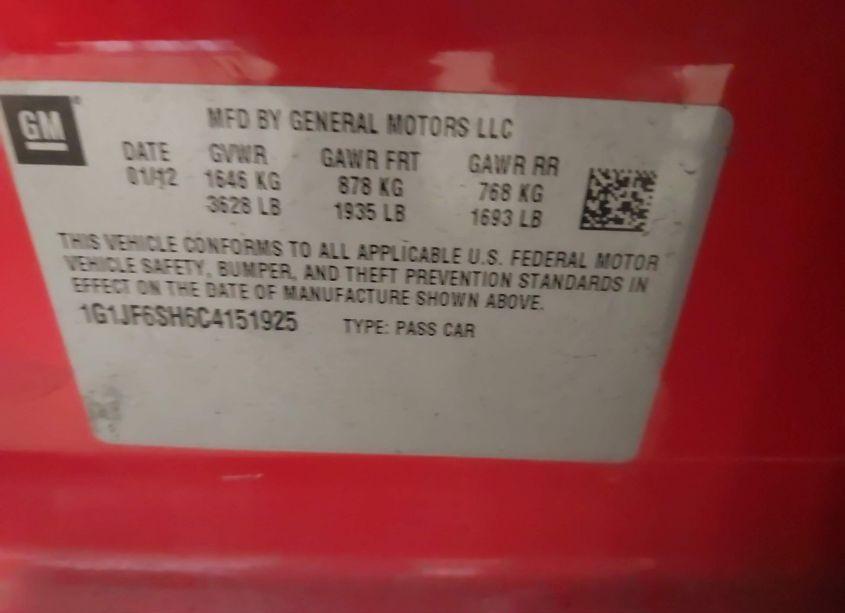 GM
MFD BY GENERAL MOTORS LLC
DATE GVWR GAWR FRT GAWR RR
01/12 1646 KG 878 KG 768 KG
3628 LB 1935 LB 1693 LB
THIS VEHICLE CONFORMS TO ALL APPLICABLE U.S. FEDERAL MOTOR
VEHICLE SAFETY, BUMPER, AND THEFT PREVENTION STANDARDS IN
EFFECT ON THE DATE OF MANUFACTURE SHOWN ABOVE.
1G1JF6SH6C4151925 TYPE: PASS CAR